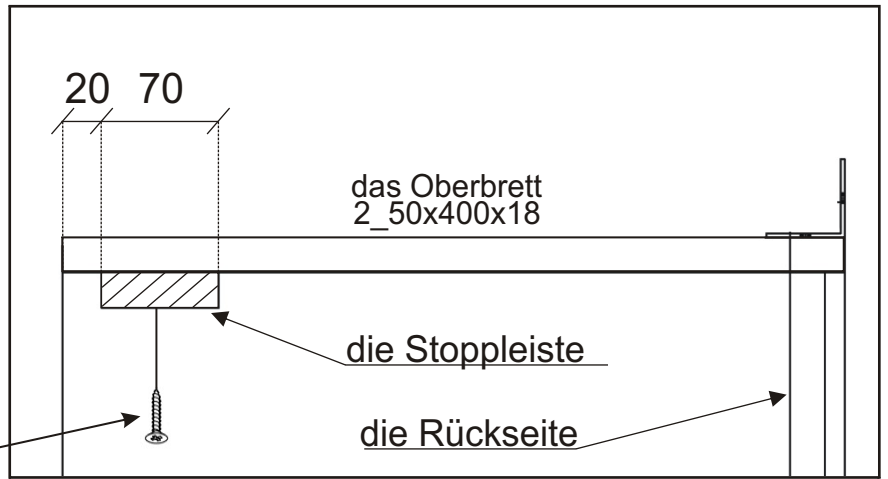 20 70
das Oberbrett
2_50x400x18
die Stoppleiste
die Rückseite